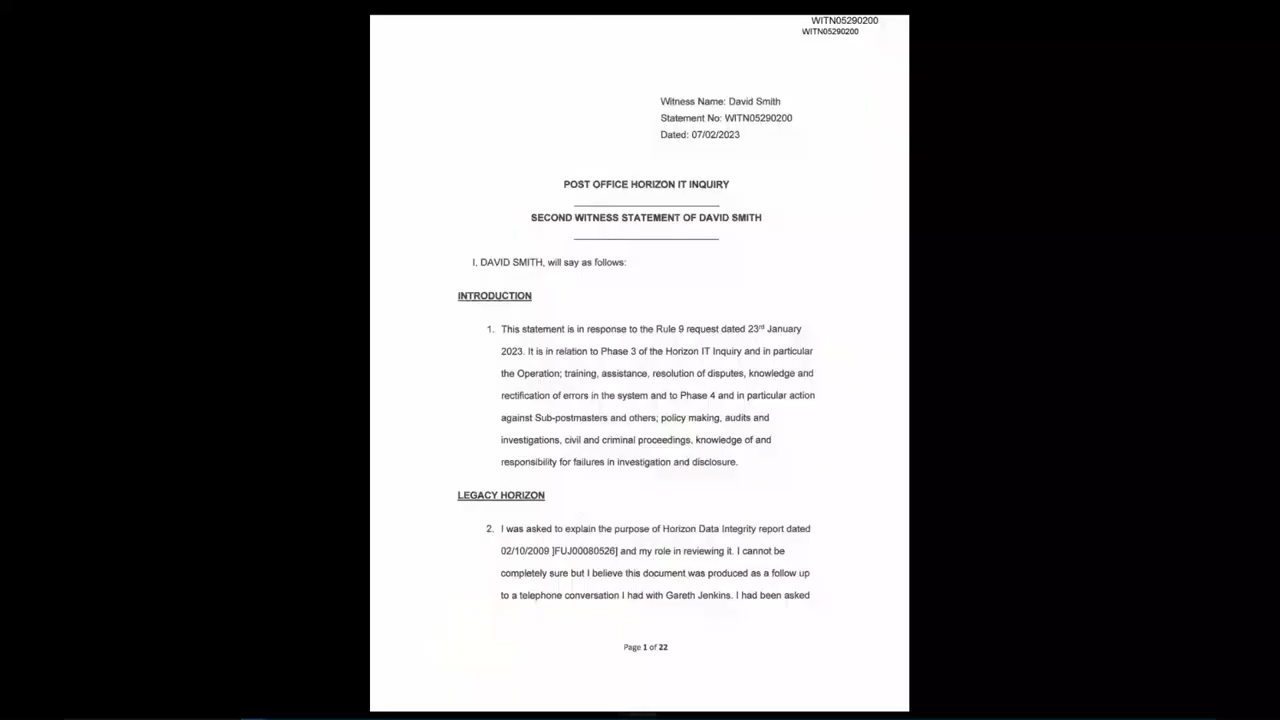 WITN05290200
WITN05290200
Witness Name: David Smith
Statement No: WITN05290200
Dated: 07/02/2023
POST OFFICE HORIZON IT INQUIRY
SECOND WITNESS STATEMENT OF DAVID SMITH
I, DAVID SMITH, will say as follows:
INTRODUCTION
1. This statement is in response to the Rule 9 request dated 23rd January
2023. It is in relation to Phase 3 of the Horizon IT Inquiry and in particular
the Operation; training, assistance, resolution of disputes, knowledge and
rectification of errors in the system and to Phase 4 and in particular action
against Sub-postmasters and others; policy making, audits and
investigations, civil and criminal proceedings, knowledge of and
responsibility for failures in investigation and disclosure.
LEGACY HORIZON
2. I was asked to explain the purpose of Horizon Data Integrity report dated
02/10/2009 ]FUJ00080526] and my role in reviewing it. I cannot be
completely sure but I believe this document was produced as a follow up
to a telephone conversation I had with Gareth Jenkins. I had been asked
Page 1 of 22